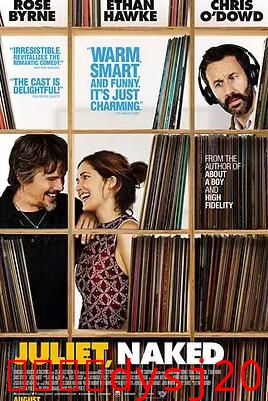 ROSE BYRNE
ETHAN HAWKE
CHRIS O'DOWD
"IRRESISTIBLE.
REVITALIZES THE
ROMANTIC COMEDY."
"THE CAST IS
DELIGHTFUL!"
"WARM,
SMART,
AND FUNNY.
IT'S JUST
CHARMING."
FROM THE
AUTHOR OF
ABOUT
A BOY
AND
HIGH
FIDELITY
JULIET, NAKED
dysj20
AUGUST